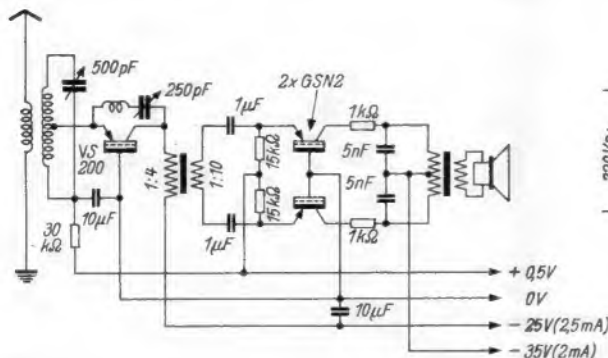 500pF
250pF
2x GSN2
1µF
1kΩ
VS
200
1:4
1:10
15kΩ
15kΩ
5nF
5nF
10µF
30
kΩ
1µF
1kΩ
+ 0,5V
0V
10µF
- 25V (2,5mA)
- 35V (2mA)